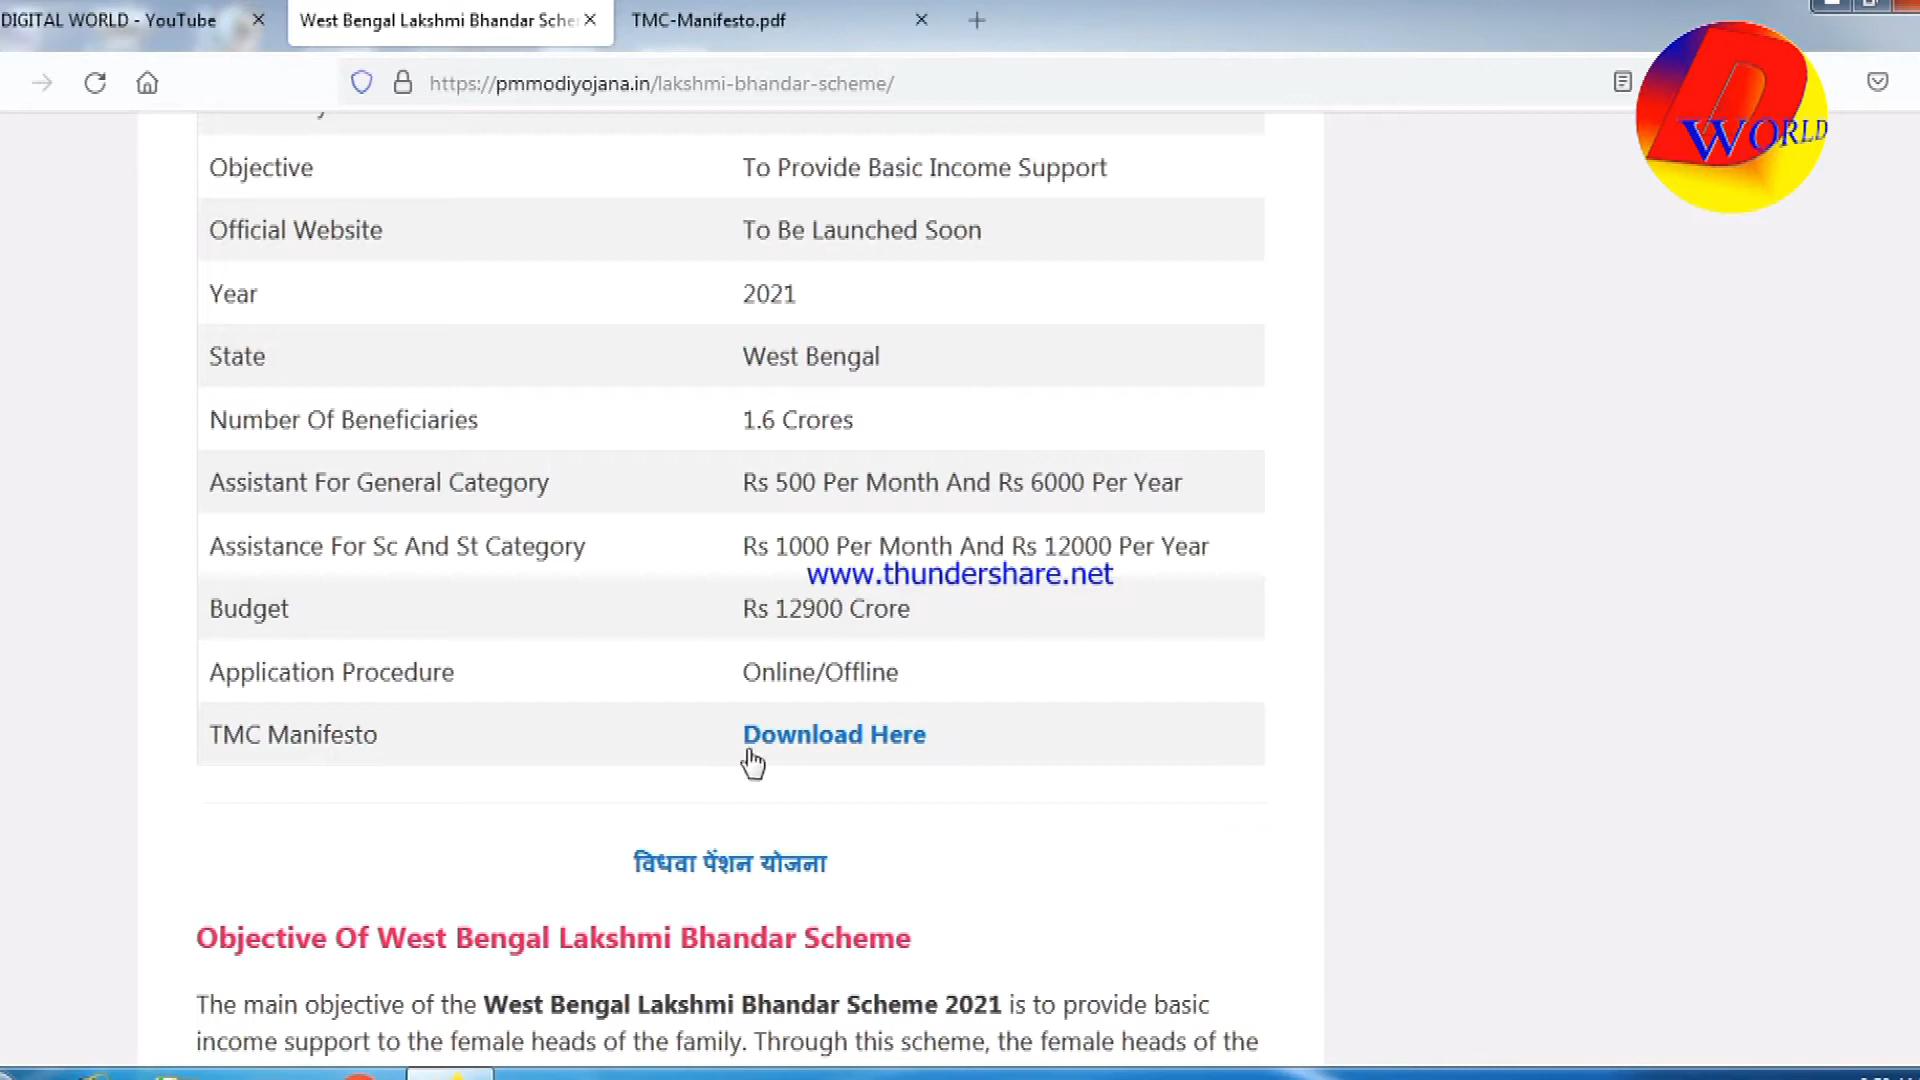 DIGITAL WORLD - YouTube
West Bengal Lakshmi Bhandar Sche
TMC-Manifesto.pdf
https://pmmodiyojana.in/lakshmi-bhandar-scheme/
D WORLD
Objective To Provide Basic Income Support
Official Website To Be Launched Soon
Year 2021
State West Bengal
Number Of Beneficiaries 1.6 Crores
Assistant For General Category Rs 500 Per Month And Rs 6000 Per Year
Assistance For Sc And St Category Rs 1000 Per Month And Rs 12000 Per Year
www.thundershare.net
Budget Rs 12900 Crore
Application Procedure Online/Offline
TMC Manifesto Download Here
विधवा पेंशन योजना
Objective Of West Bengal Lakshmi Bhandar Scheme
The main objective of the West Bengal Lakshmi Bhandar Scheme 2021 is to provide basic
income support to the female heads of the family. Through this scheme, the female heads of the